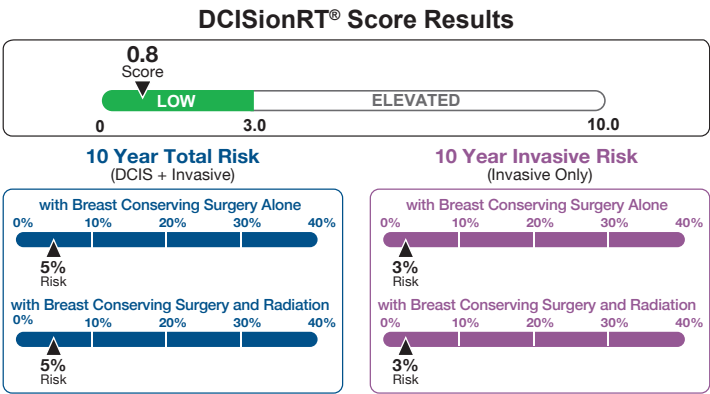 DCISionRT® Score Results
0.8
Score
LOW
ELEVATED
0 3.0 10.0
10 Year Total Risk
(DCIS + Invasive)
with Breast Conserving Surgery Alone
0% 10% 20% 30% 40%
5%
Risk
with Breast Conserving Surgery and Radiation
0% 10% 20% 30% 40%
5%
Risk
10 Year Invasive Risk
(Invasive Only)
with Breast Conserving Surgery Alone
0% 10% 20% 30% 40%
3%
Risk
with Breast Conserving Surgery and Radiation
0% 10% 20% 30% 40%
3%
Risk